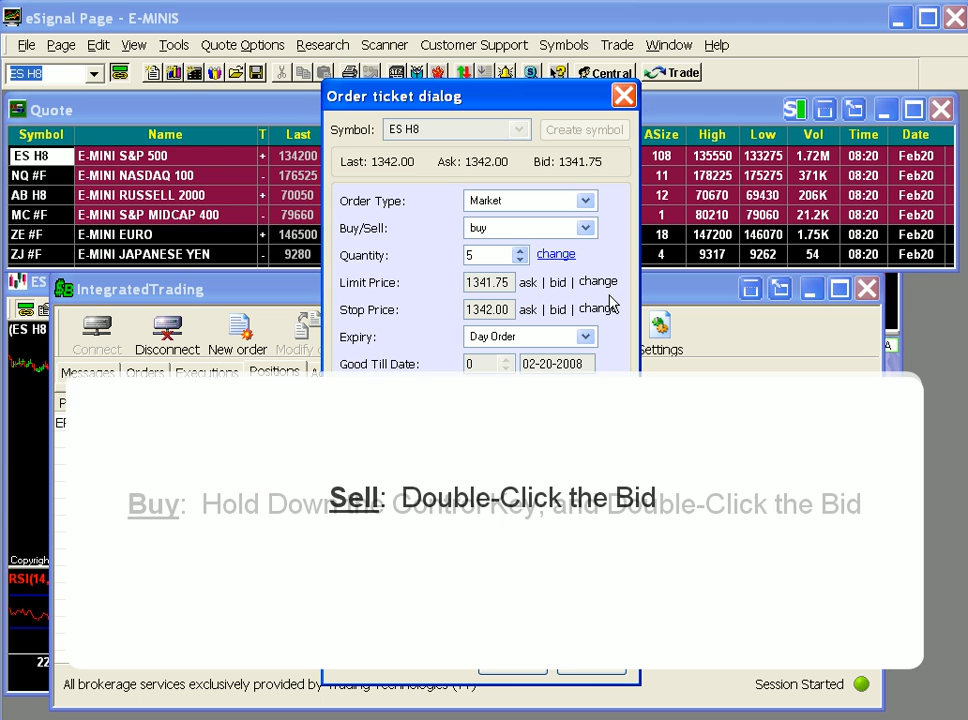 eSignal Page - E-MINIS
File Page Edit View Tools Quote Options Research Scanner Customer Support Symbols Trade Window Help
ES H8 Central Trade
Quote
Symbol Name T Last ASize High Low Vol Time Date
ES H8 E-MINI S&P 500 + 134200 108 135550 133275 1.72M 08:20 Feb20
NQ #F E-MINI NASDAQ 100 - 176525 11 178225 175275 371K 08:20 Feb20
AB H8 E-MINI RUSSELL 2000 + 70050 12 70670 69430 206K 08:20 Feb20
MC #F E-MINI S&P MIDCAP 400 - 79660 1 80210 79060 21.2K 08:20 Feb20
ZE #F E-MINI EURO + 146500 18 147200 146070 1.75K 08:20 Feb20
ZJ #F E-MINI JAPANESE YEN - 9280 4 9317 9262 54 08:20 Feb20
Order ticket dialog
Symbol: ES H8 Create symbol
Last: 1342.00 Ask: 1342.00 Bid: 1341.75
Order Type: Market
Buy/Sell: buy
Quantity: 5 change
Limit Price: 1341.75 ask | bid | change
Stop Price: 1342.00 ask | bid | change
Expiry: Day Order
Good Till Date: 0 02-20-2008
ES
(ES H8
IntegratedTrading
Connect Disconnect New order Modify
Messages Orders Executions Positions
Buy: Hold Down the Control Key, and Double-Click the Bid
Sell: Double-Click the Bid
Copyrigh
RSI(14,
22
All brokerage services exclusively provided by Trading Technologies (TT)
Session Started